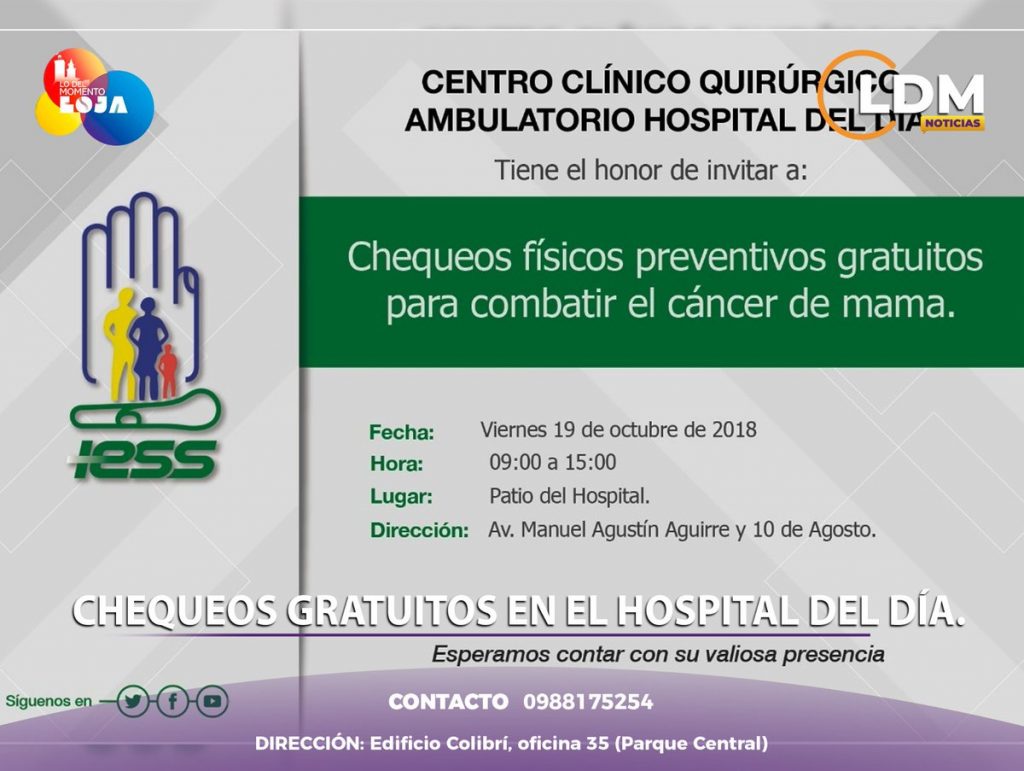 LO DEL
MOMENTO
LOJA
CENTRO CLÍNICO QUIRÚRGICO
AMBULATORIO HOSPITAL DEL DÍA
LDM
NOTICIAS
Tiene el honor de invitar a:
Chequeos físicos preventivos gratuitos
para combatir el cáncer de mama.
IESS
Fecha: Viernes 19 de octubre de 2018
Hora: 09:00 a 15:00
Lugar: Patio del Hospital.
Dirección: Av. Manuel Agustín Aguirre y 10 de Agosto.
CHEQUEOS GRATUITOS EN EL HOSPITAL DEL DÍA.
Esperamos contar con su valiosa presencia
Síguenos en
CONTACTO 0988175254
DIRECCIÓN: Edificio Colibrí, oficina 35 (Parque Central)